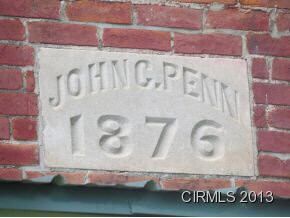 JOHN C. PENN
1876
CIRMLS ©2013